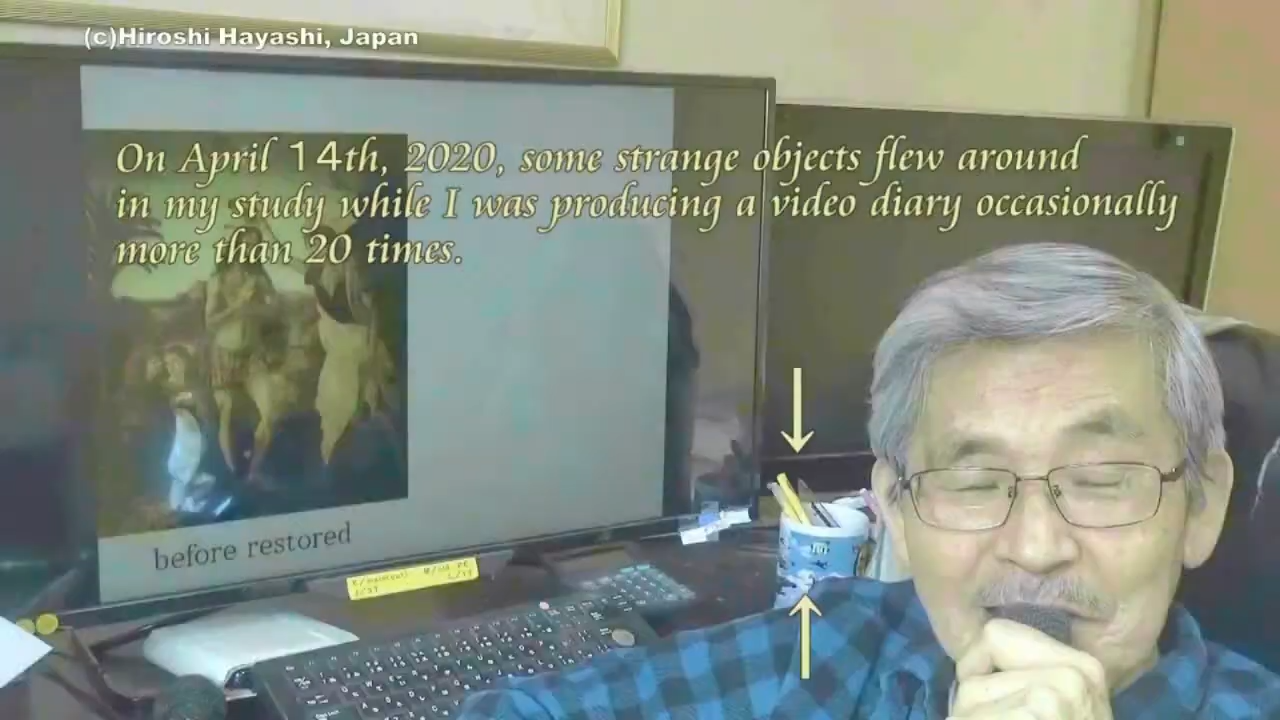 (c)Hiroshi Hayashi, Japan
On April 14th, 2020, some strange objects flew around
in my study while I was producing a video diary occasionally
more than 20 times.
before restored